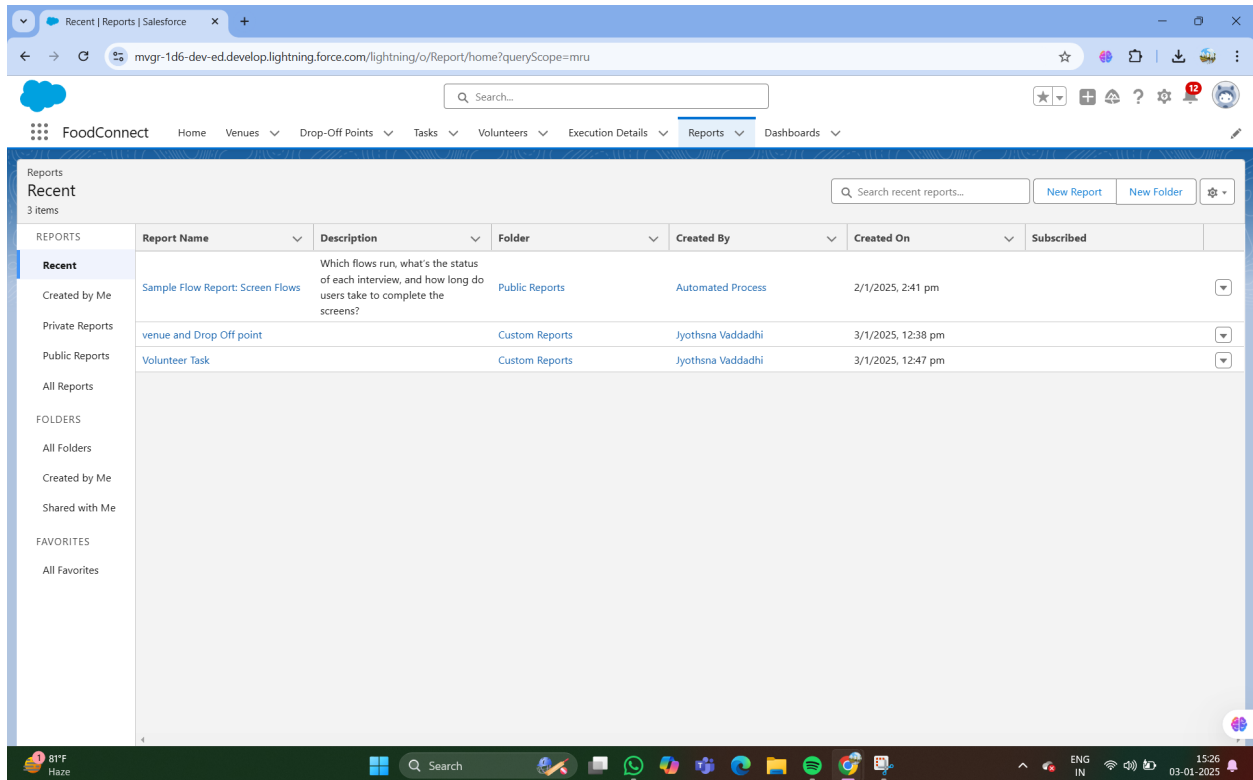 Recent | Reports | Salesforce
mvgr-1d6-dev-ed.develop.lightning.force.com/lightning/o/Report/home?queryScope=mru
Search...
12
FoodConnect Home Venues Drop-Off Points Tasks Volunteers Execution Details Reports Dashboards
Reports
Recent
3 items
Search recent reports...
New Report
New Folder
REPORTS
Recent
Created by Me
Private Reports
Public Reports
All Reports
FOLDERS
All Folders
Created by Me
Shared with Me
FAVORITES
All Favorites
Report Name Description Folder Created By Created On Subscribed
Sample Flow Report: Screen Flows
Which flows run, what's the status
of each interview, and how long do
users take to complete the
screens?
Public Reports
Automated Process
2/1/2025, 2:41 pm
venue and Drop Off point Custom Reports Jyothsna Vaddadhi 3/1/2025, 12:38 pm
Volunteer Task Custom Reports Jyothsna Vaddadhi 3/1/2025, 12:47 pm
1
81°F
Haze
Search
ENG
IN
15:26
03-01-2025